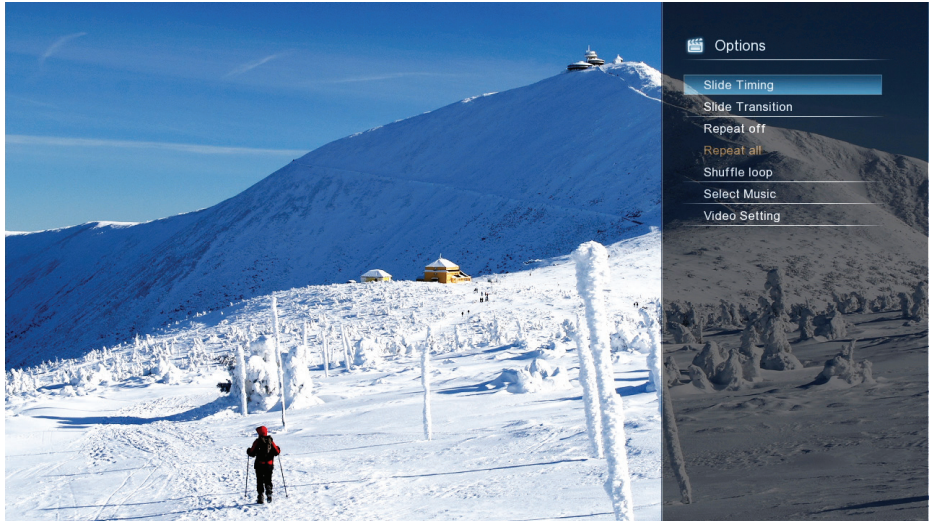 Options
Slide Timing
Slide Transition
Repeat off
Repeat all
Shuffle loop
Select Music
Video Setting